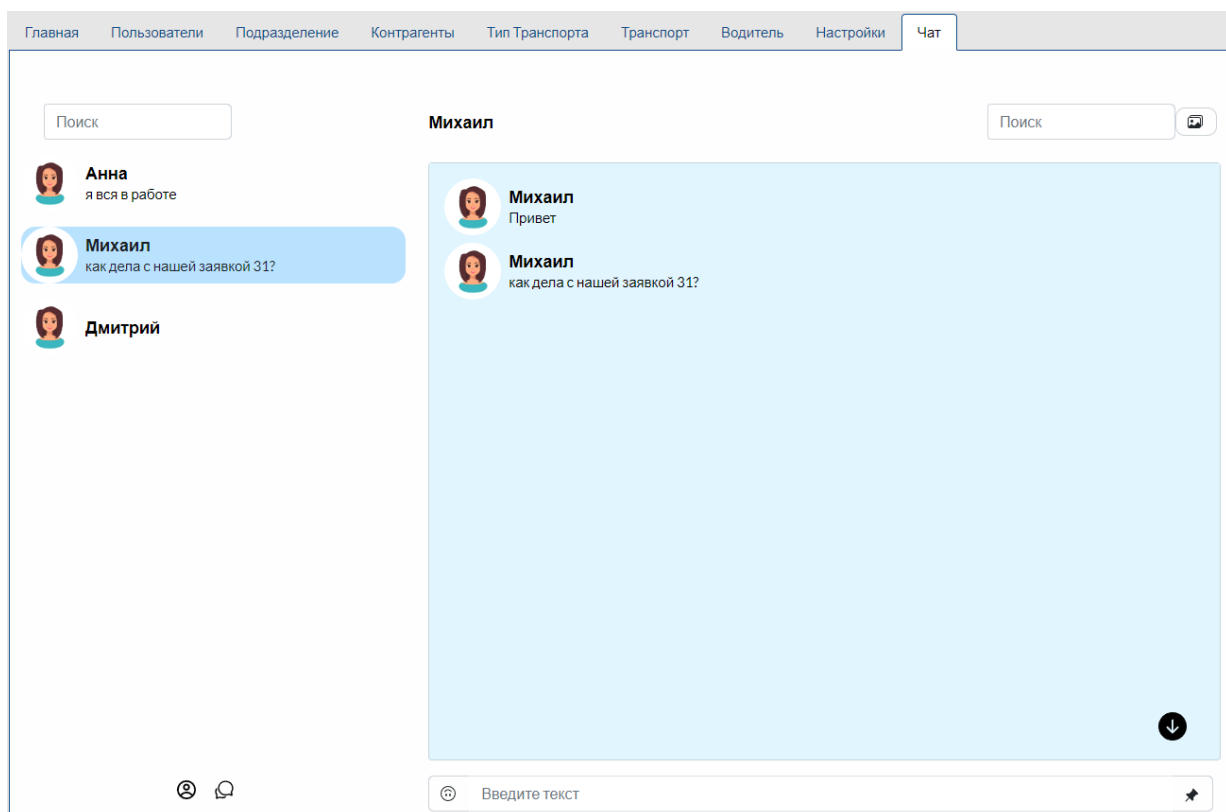 Главная Пользователи Подразделение Контрагенты Тип Транспорта Транспорт Водитель Настройки Чат
Поиск
Анна
я вся в работе
Михаил
как дела с нашей заявкой 31?
Дмитрий
Михаил
Поиск
Михаил
Привет
Михаил
как дела с нашей заявкой 31?
Введите текст